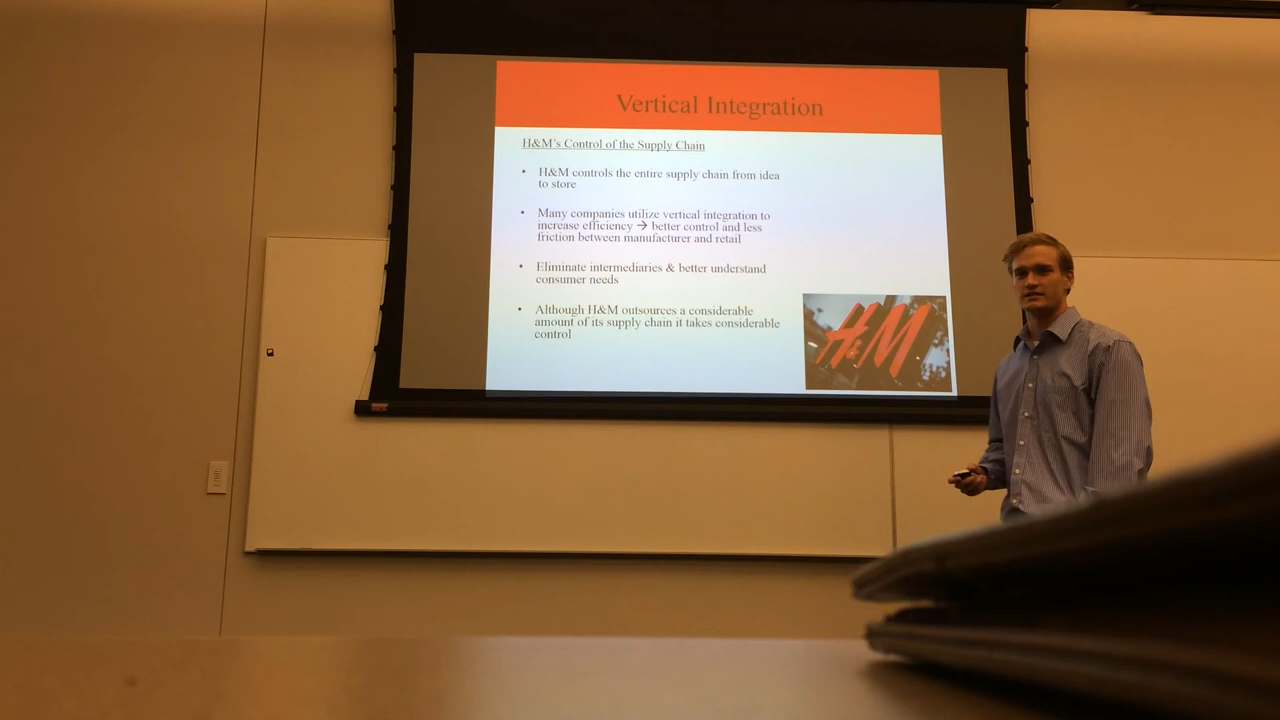 Vertical Integration
H&M's Control of the Supply Chain
• H&M controls the entire supply chain from idea
to store
• Many companies utilize vertical integration to
increase efficiency → better control and less
friction between manufacturer and retail
• Eliminate intermediaries & better understand
consumer needs
• Although H&M outsources a considerable
amount of its supply chain it takes considerable
control
H&M